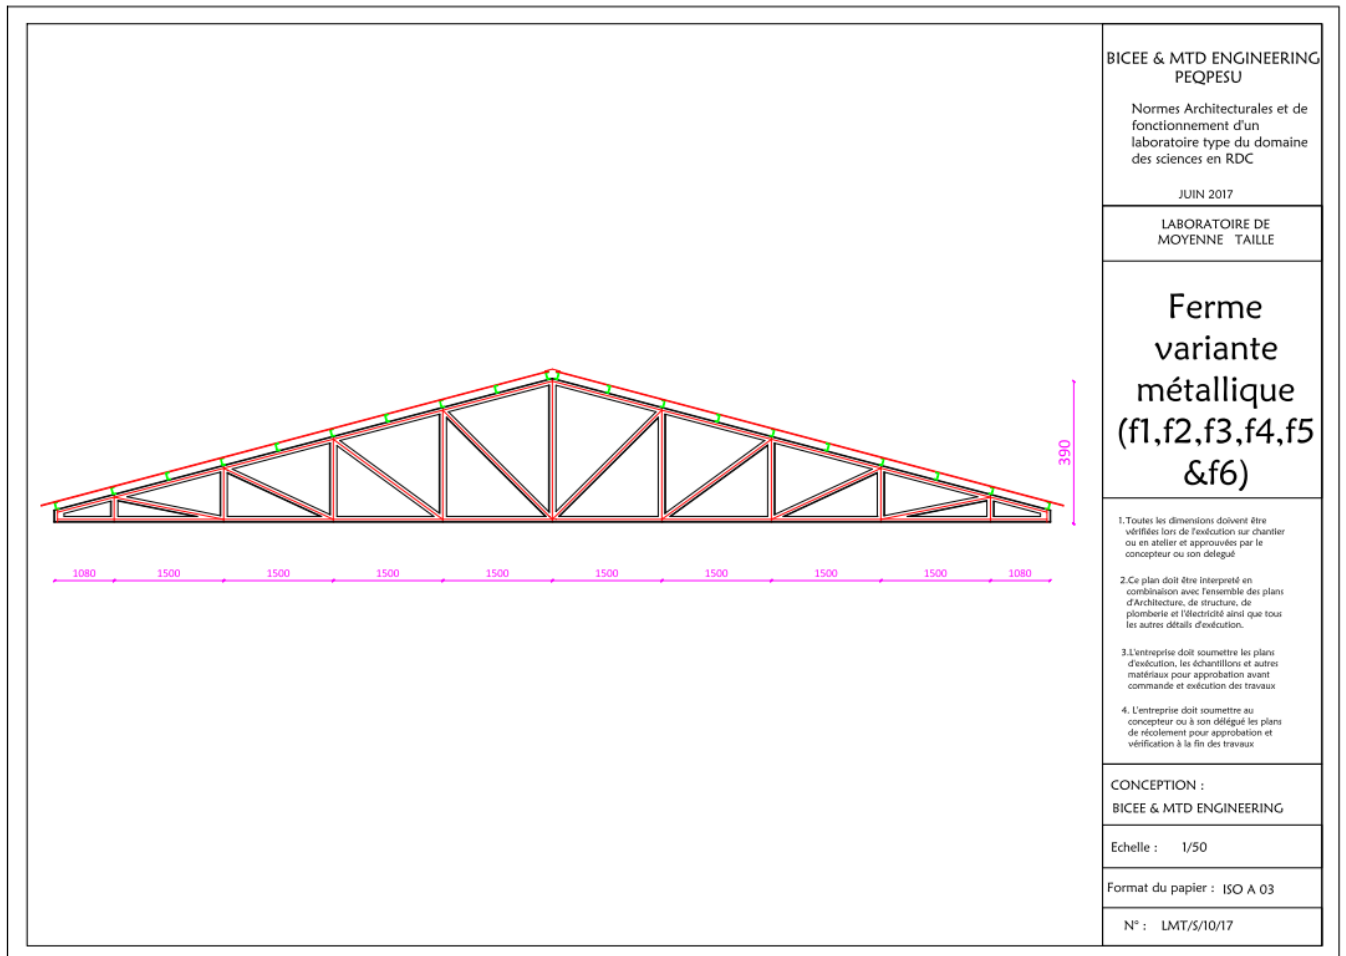 BICEE & MTD ENGINEERING
PEQPESU
Normes Architecturales et de
fonctionnement d'un
laboratoire type du domaine
des sciences en RDC
JUIN 2017
LABORATOIRE DE
MOYENNE TAILLE
Ferme
variante
métallique
(f1,f2,f3,f4,f5
&f6)
390
1080 1500 1500 1500 1500 1500 1500 1500 1500 1080
1.Toutes les dimensions doivent être
vérifiées lors de l'exécution sur chantier
ou en atelier et approuvées par le
concepteur ou son delegué
2.Ce plan doit être interpreté en
combinaison avec l'ensemble des plans
d'Architecture, de structure, de
plomberie et l'électricité ainsi que tous
les autres détails d'exécution.
3.L'entreprise doit soumettre les plans
d'exécution, les échantillons et autres
matériaux pour approbation avant
commande et exécution des travaux
4. L'entreprise doit soumettre au
concepteur ou à son délégué les plans
de récolement pour approbation et
vérification à la fin des travaux
CONCEPTION :
BICEE & MTD ENGINEERING
Echelle : 1/50
Format du papier : ISO A 03
N° : LMT/S/10/17